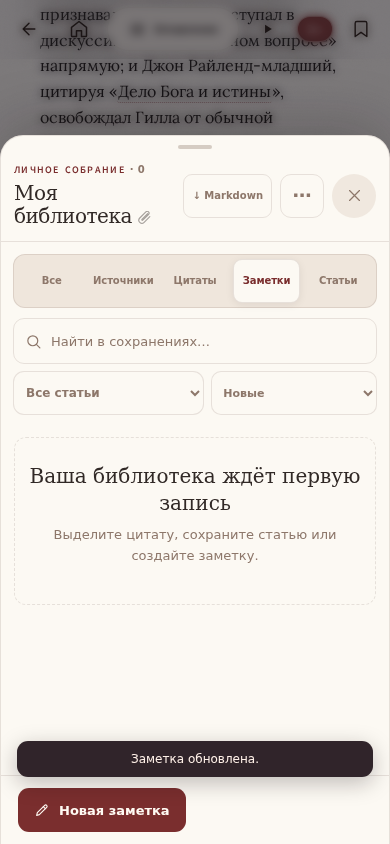 признава
ступал в
дискусси
ном вопросе»
напрямую; и Джон Райленд-младший,
цитируя «Дело Бога и истины»,
освобождал Гилла от обычной
ЛИЧНОЕ СОБРАНИЕ · 0
Моя
библиотека
↓ Markdown
···
Все
Источники
Цитаты
Заметки
Статьи
Найти в сохранениях…
Все статьи
Новые
Ваша библиотека ждёт первую
запись
Выделите цитату, сохраните статью или
создайте заметку.
Заметка обновлена.
Новая заметка